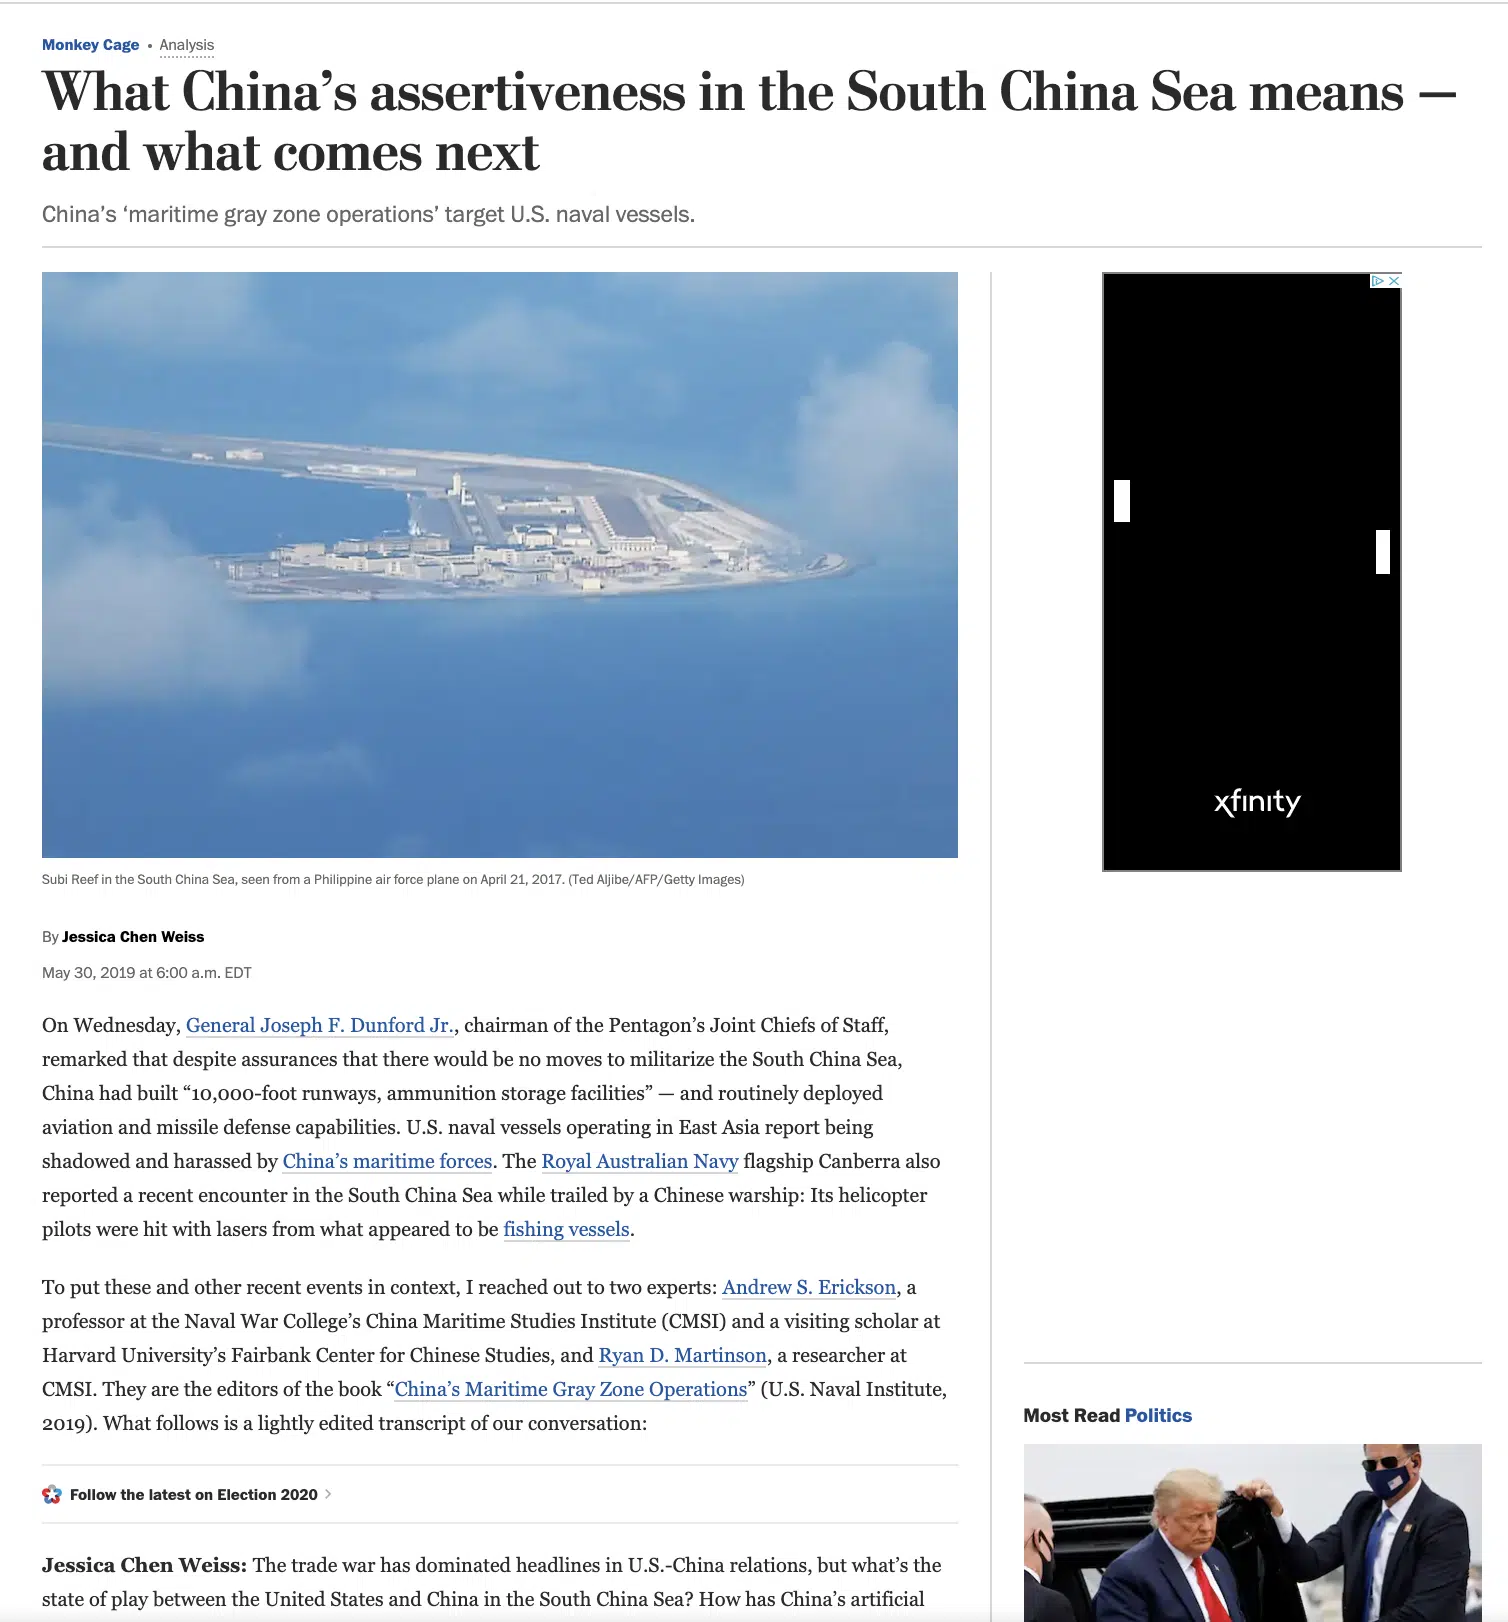 Monkey Cage • Analysis
What China’s assertiveness in the South China Sea means —
and what comes next
China’s ‘maritime gray zone operations’ target U.S. naval vessels.
Subi Reef in the South China Sea, seen from a Philippine air force plane on April 21, 2017. (Ted Aljibe/AFP/Getty Images)
By Jessica Chen Weiss
May 30, 2019 at 6:00 a.m. EDT
On Wednesday, General Joseph F. Dunford Jr., chairman of the Pentagon’s Joint Chiefs of Staff,
remarked that despite assurances that there would be no moves to militarize the South China Sea,
China had built “10,000-foot runways, ammunition storage facilities” — and routinely deployed
aviation and missile defense capabilities. U.S. naval vessels operating in East Asia report being
shadowed and harassed by China’s maritime forces. The Royal Australian Navy flagship Canberra also
reported a recent encounter in the South China Sea while trailed by a Chinese warship: Its helicopter
pilots were hit with lasers from what appeared to be fishing vessels.
To put these and other recent events in context, I reached out to two experts: Andrew S. Erickson, a
professor at the Naval War College’s China Maritime Studies Institute (CMSI) and a visiting scholar at
Harvard University’s Fairbank Center for Chinese Studies, and Ryan D. Martinson, a researcher at
CMSI. They are the editors of the book “China’s Maritime Gray Zone Operations” (U.S. Naval Institute,
2019). What follows is a lightly edited transcript of our conversation:
Follow the latest on Election 2020
Jessica Chen Weiss: The trade war has dominated headlines in U.S.-China relations, but what’s the
state of play between the United States and China in the South China Sea? How has China’s artificial
xfinity
Most Read Politics